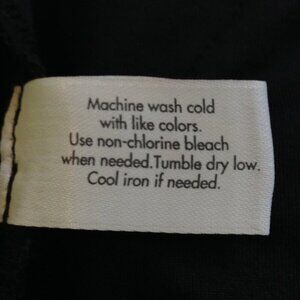 Machine wash cold
with like colors.
Use non-chlorine bleach
when needed.Tumble dry low.
Cool iron if needed.